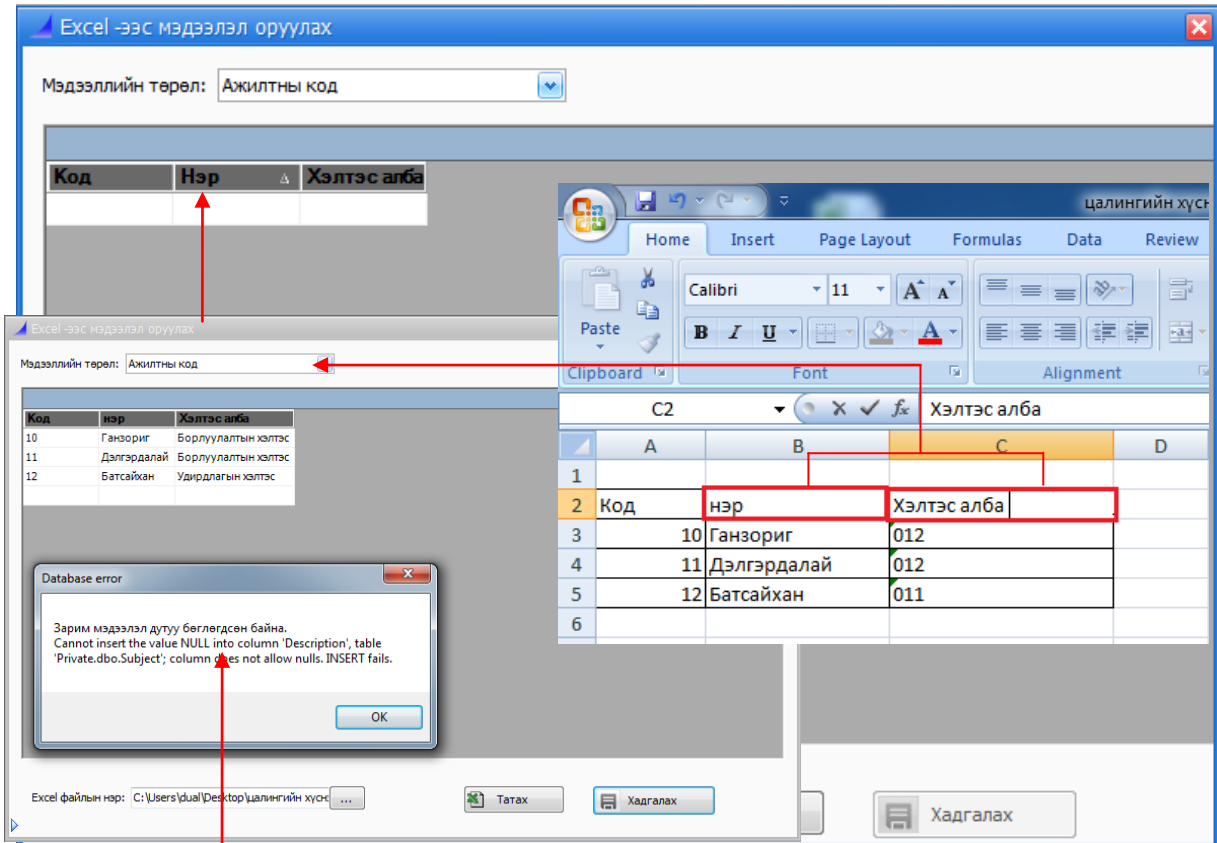 Excel -ээс мэдээлэл оруулах
Мэдээллийн төрөл: Ажилтны код
Код Нэр Хэлтэс алба
цалингийн хүсн
Home Insert Page Layout Formulas Data Review
Calibri 11 A A
Paste B I U A
Clipboard Font Alignment
C2 fx Хэлтэс алба
A B C D
1
2 Код нэр Хэлтэс алба
3 10 Ганзориг 012
4 11 Дэлгэрдалай 012
5 12 Батсайхан 011
6
Excel -ээс мэдээлэл оруулах
Мэдээллийн төрөл: Ажилтны код
Код нэр Хэлтэс алба
10 Ганзориг Борлуулалтын хэлтэс
11 Дэлгэрдалай Борлуулалтын хэлтэс
12 Батсайхан Удирдлагын хэлтэс
Database error
Зарим мэдээлэл дутуу бөглөгдсөн байна.
Cannot insert the value NULL into column 'Description', table
'Private.dbo.Subject'; column does not allow nulls. INSERT fails.
OK
Excel файлын нэр: C:\Users\dual\Desktop\цалингийн хүсн ...
Татах Хадгалах
Хадгалах